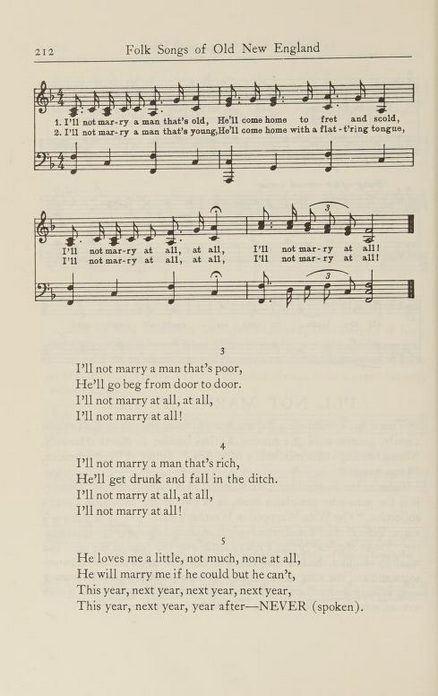 212 Folk Songs of Old New England
1. I'll not mar-ry a man that's old, He'll come home to fret and scold,
2. I'll not mar-ry a man that's young, He'll come home with a flat-t'ring tongue,
I'll not mar-ry at all, at all, I'll not mar-ry at all!
I'll not mar-ry at all, at all, I'll not mar-ry at all!
3
I'll not marry a man that's poor,
He'll go beg from door to door.
I'll not marry at all, at all,
I'll not marry at all!
4
I'll not marry a man that's rich,
He'll get drunk and fall in the ditch.
I'll not marry at all, at all,
I'll not marry at all!
5
He loves me a little, not much, none at all,
He will marry me if he could but he can't,
This year, next year, next year, next year,
This year, next year, year after—NEVER (spoken).